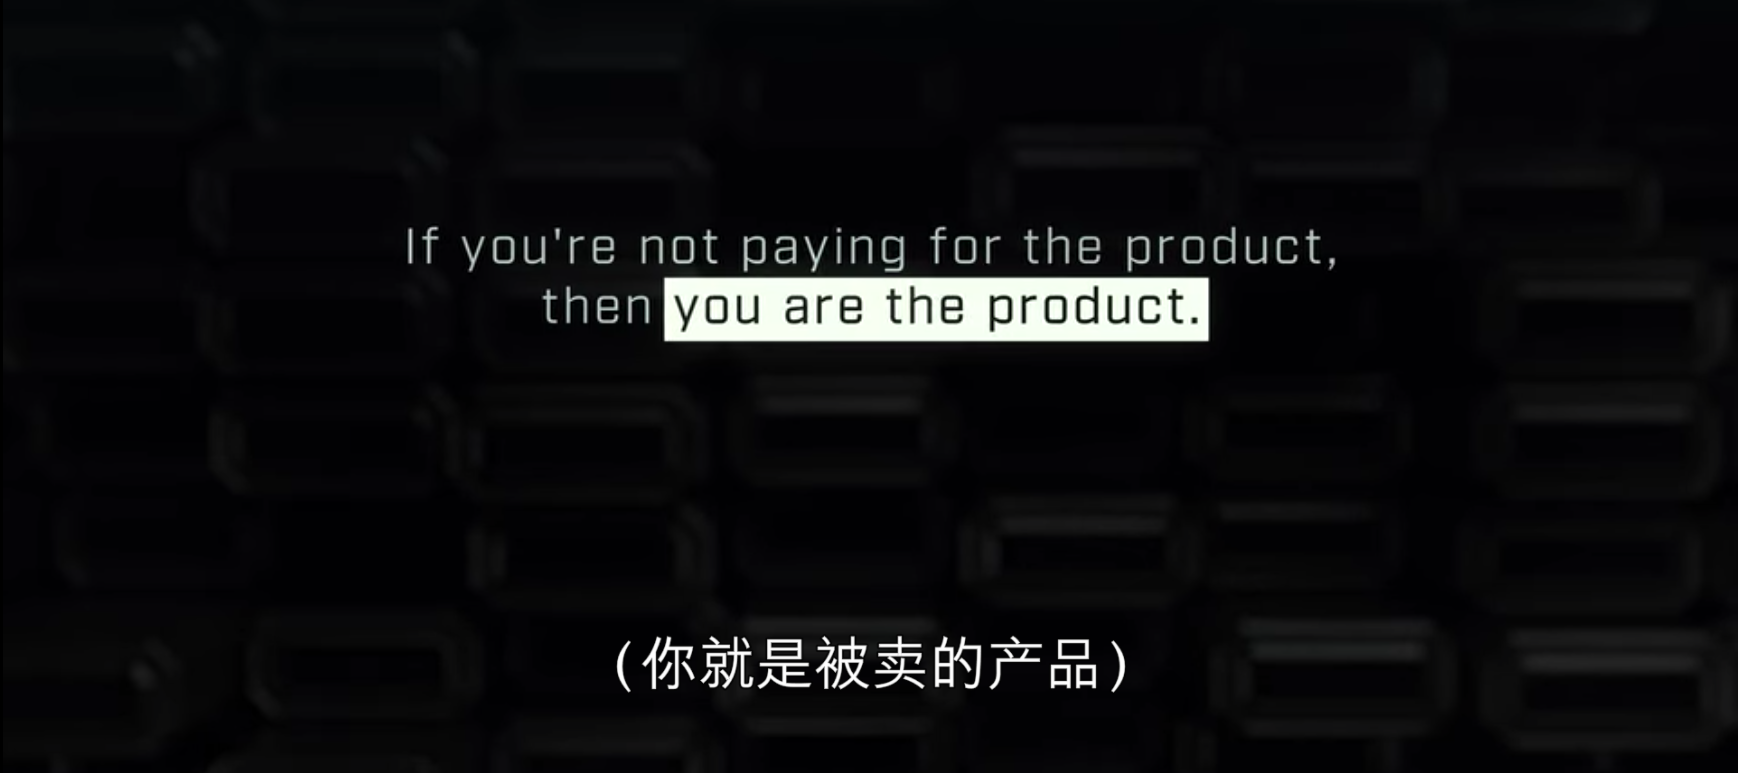 If you're not paying for the product,
then you are the product.
(你就是被卖的产品)